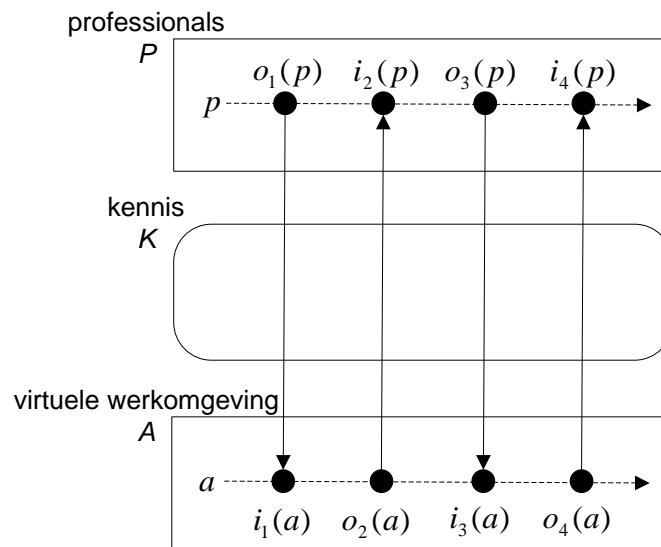 professionals
P
o₁(p) i₂(p) o₃(p) i₄(p)
p
kennis
K
virtuele werkomgeving
A
a
i₁(a) o₂(a) i₃(a) o₄(a)